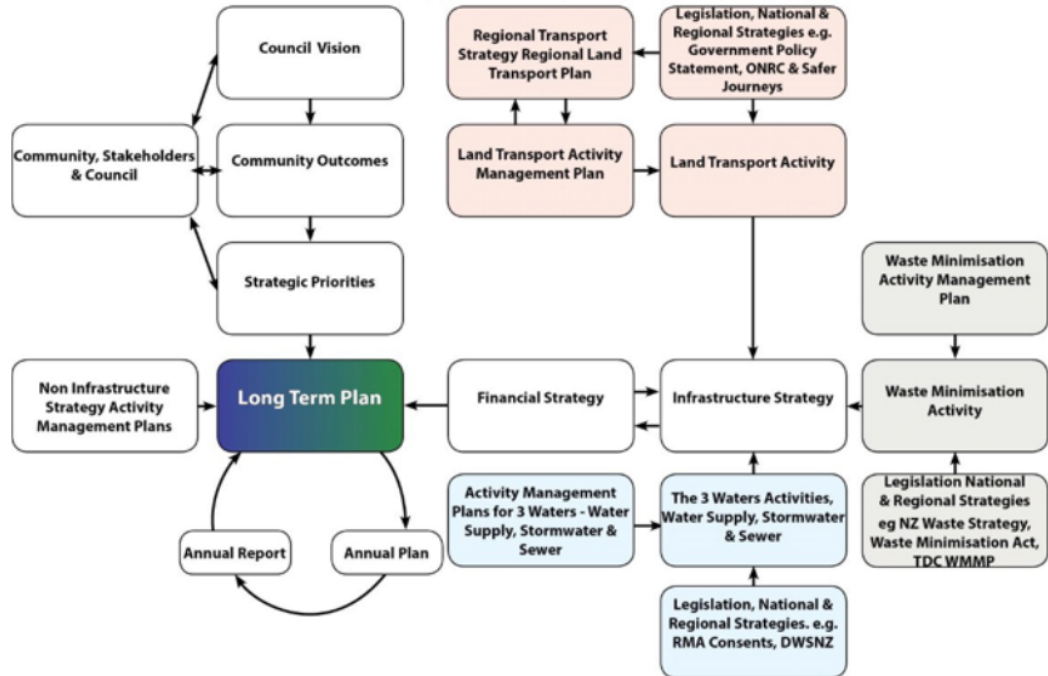 Council Vision
Regional Transport
Strategy Regional Land
Transport Plan
Legislation, National &
Regional Strategies e.g.
Government Policy
Statement, ONRC & Safer
Journeys
Community, Stakeholders
& Council
Community Outcomes
Land Transport Activity
Management Plan
Land Transport Activity
Strategic Priorities
Waste Minimisation
Activity Management
Plan
Non Infrastructure
Strategy Activity
Management Plans
Long Term Plan
Financial Strategy
Infrastructure Strategy
Waste Minimisation
Activity
Activity Management
Plans for 3 Waters - Water
Supply, Stormwater &
Sewer
The 3 Waters Activities,
Water Supply, Stormwater
& Sewer
Legislation National
& Regional Strategies
eg NZ Waste Strategy,
Waste Minimisation Act,
TDC WMMP
Annual Report
Annual Plan
Legislation, National &
Regional Strategies. e.g.
RMA Consents, DWSNZ